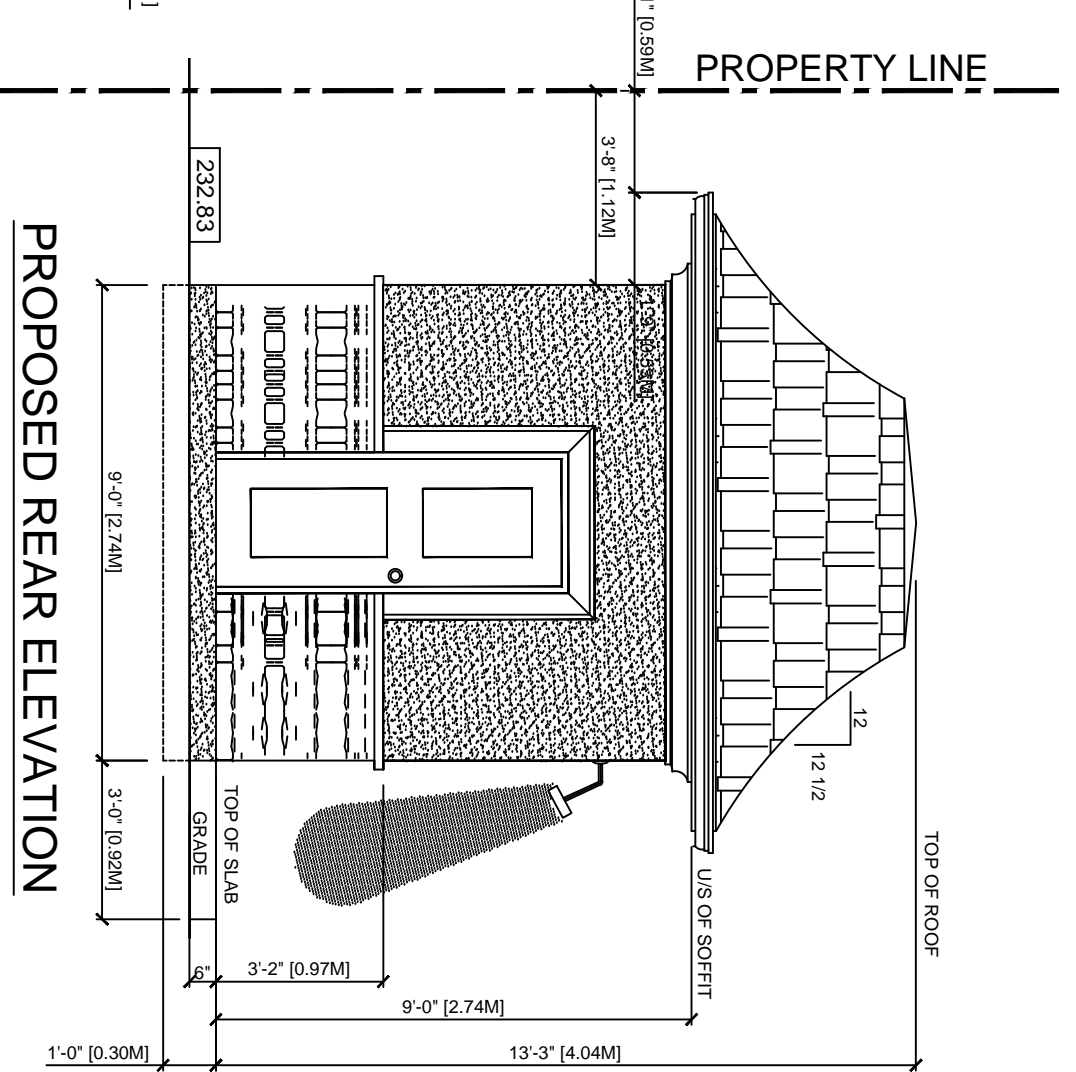 PROPERTY LINE
1" [0.59M]
3'-8" [1.12M]
232.83
12
12 1/2
TOP OF ROOF
U/S OF SOFFIT
TOP OF SLAB
GRADE
9'-0" [2.74M]
3'-0" [0.92M]
6"
3'-2" [0.97M]
9'-0" [2.74M]
13'-3" [4.04M]
1'-0" [0.30M]
PROPOSED REAR ELEVATION